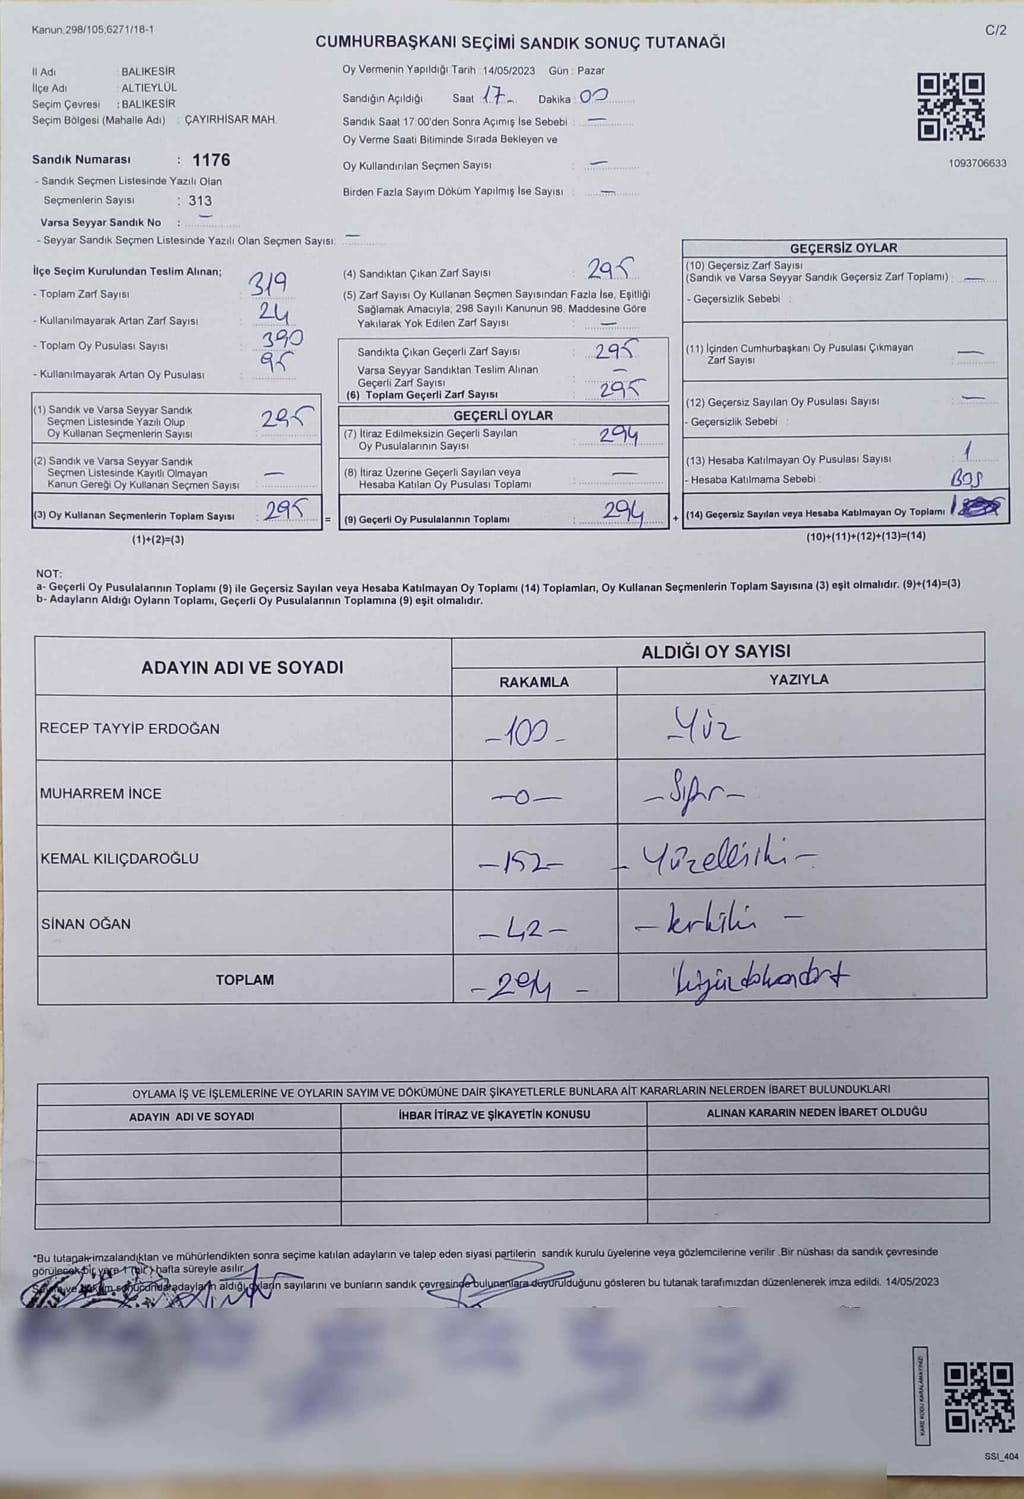 Kanun:298/105,6271/18-1
C/2
CUMHURBAŞKANI SEÇİMİ SANDIK SONUÇ TUTANAĞI
İl Adı BALIKESİR
İlçe Adı : ALTIEYLÜL
Seçim Çevresi : BALIKESİR
Seçim Bölgesi (Mahalle Adı) : ÇAYIRHİSAR MAH.
Sandık Numarası : 1176
- Sandık Seçmen Listesinde Yazılı Olan
Seçmenlerin Sayısı : 313
Varsa Seyyar Sandık No : —
- Seyyar Sandık Seçmen Listesinde Yazılı Olan Seçmen Sayısı: —
Oy Vermenin Yapıldığı Tarih : 14/05/2023 Gün : Pazar
Sandığın Açıldığı Saat 17 Dakika : 00
Sandık Saat 17:00'den Sonra Açımış İse Sebebi : —
Oy Verme Saati Bitiminde Sırada Bekleyen ve
Oy Kullandırılan Seçmen Sayısı : —
Birden Fazla Sayım Döküm Yapılmış İse Sayısı : —
1093706633
İlçe Seçim Kurulundan Teslim Alınan;
- Toplam Zarf Sayısı : 319
- Kullanılmayarak Artan Zarf Sayısı : 24
- Toplam Oy Pusulası Sayısı : 390
- Kullanılmayarak Artan Oy Pusulası : 95
(1) Sandık ve Varsa Seyyar Sandık
Seçmen Listesinde Yazılı Olup
Oy Kullanan Seçmenlerin Sayısı : 295
(2) Sandık ve Varsa Seyyar Sandık
Seçmen Listesinde Kayıtlı Olmayan
Kanun Gereği Oy Kullanan Seçmen Sayısı : —
(3) Oy Kullanan Seçmenlerin Toplam Sayısı : 295
(1)+(2)=(3)
(4) Sandıktan Çıkan Zarf Sayısı : 295
(5) Zarf Sayısı Oy Kullanan Seçmen Sayısından Fazla İse, Eşitliği
Sağlamak Amacıyla; 298 Sayılı Kanunun 98. Maddesine Göre
Yakılarak Yok Edilen Zarf Sayısı : —
Sandıkta Çıkan Geçerli Zarf Sayısı : 295
Varsa Seyyar Sandıktan Teslim Alınan
Geçerli Zarf Sayısı : —
(6) Toplam Geçerli Zarf Sayısı : 295
GEÇERLİ OYLAR
(7) İtiraz Edilmeksizin Geçerli Sayılan
Oy Pusulalarının Sayısı : 294
(8) İtiraz Üzerine Geçerli Sayılan veya
Hesaba Katılan Oy Pusulası Toplamı : —
= (9) Geçerli Oy Pusulalarının Toplamı : 294 +
GEÇERSİZ OYLAR
(10) Geçersiz Zarf Sayısı
(Sandık ve Varsa Seyyar Sandık Geçersiz Zarf Toplamı) : —
- Geçersizlik Sebebi :
(11) İçinden Cumhurbaşkanı Oy Pusulası Çıkmayan
Zarf Sayısı : —
(12) Geçersiz Sayılan Oy Pusulası Sayısı : —
- Geçersizlik Sebebi :
(13) Hesaba Katılmayan Oy Pusulası Sayısı : 1
- Hesaba Katılmama Sebebi : BOŞ
(14) Geçersiz Sayılan veya Hesaba Katılmayan Oy Toplamı : 1
(10)+(11)+(12)+(13)=(14)
NOT:
a- Geçerli Oy Pusulalarının Toplamı (9) ile Geçersiz Sayılan veya Hesaba Katılmayan Oy Toplamı (14) Toplamları, Oy Kullanan Seçmenlerin Toplam Sayısına (3) eşit olmalıdır. (9)+(14)=(3)
b- Adayların Aldığı Oyların Toplamı, Geçerli Oy Pusulalarının Toplamına (9) eşit olmalıdır.
ADAYIN ADI VE SOYADI ALDIĞI OY SAYISI
RAKAMLA YAZIYLA
RECEP TAYYİP ERDOĞAN -100- -Yüz
MUHARREM İNCE -0- -Sıfır-
KEMAL KILIÇDAROĞLU -152- -Yüzelliiki-
SİNAN OĞAN -42- -kırkiki-
TOPLAM -294- ikiyüzdoksandört
OYLAMA İŞ VE İŞLEMLERİNE VE OYLARIN SAYIM VE DÖKÜMÜNE DAİR ŞİKAYETLERLE BUNLARA AİT KARARLARIN NELERDEN İBARET BULUNDUKLARI
ADAYIN ADI VE SOYADI İHBAR İTİRAZ VE ŞİKAYETİN KONUSU ALINAN KARARIN NEDEN İBARET OLDUĞU
*Bu tutanak imzalandıktan ve mühürlendikten sonra seçime katılan adayların ve talep eden siyasi partilerin sandık kurulu üyelerine veya gözlemcilerine verilir .Bir nüshası da sandık çevresinde
görülecek bir yere 1 (bir) hafta süreyle asılır.
adayların aldığı oyların sayılarını ve bunların sandık çevresinde bulunanlara duyurulduğunu gösteren bu tutanak tarafımızdan düzenlenerek imza edildi. 14/05/2023
KARE KODU KARALAMAYINIZ!
SSI_404